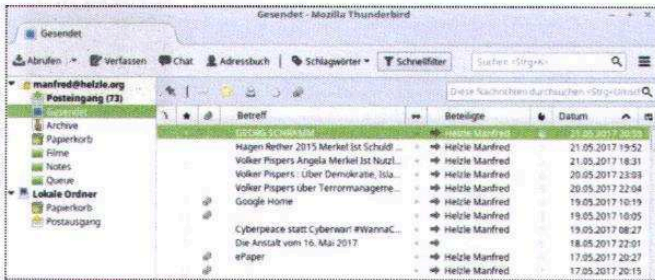 Gesendet - Mozilla Thunderbird
Gesendet
Abrufen Verfassen Chat Adressbuch Schlagwörter Schnellfilter Suchen <Strg+K>
manfred@helzle.org
Posteingang (73)
Gesendet
Archive
Papierkorb
Filme
Notes
Queue
Lokale Ordner
Papierkorb
Postausgang
Diese Nachrichten durchsuchen <Strg+Umsch
Betreff Beteiligte Datum
GEORG SCHRAMM Helzle Manfred 21.05.2017 20:59
Hagen Rether 2015 Merkel Ist Schuld! ... Helzle Manfred 21.05.2017 19:52
Volker Pispers Angela Merkel Ist Nutzl... Helzle Manfred 21.05.2017 18:31
Volker Pispers : Über Demokratie, Isla... Helzle Manfred 20.05.2017 23:03
Volker Pispers über Terrormanageme... Helzle Manfred 20.05.2017 22:04
Google Home Helzle Manfred 19.05.2017 10:19
Helzle Manfred 19.05.2017 10:05
Cyberpeace statt Cyberwar! #WannaC... Helzle Manfred 19.05.2017 08:27
Die Anstalt vom 16. Mai 2017 18.05.2017 22:01
ePaper Helzle Manfred 17.05.2017 20:27
Helzle Manfred 17.05.2017 20:15